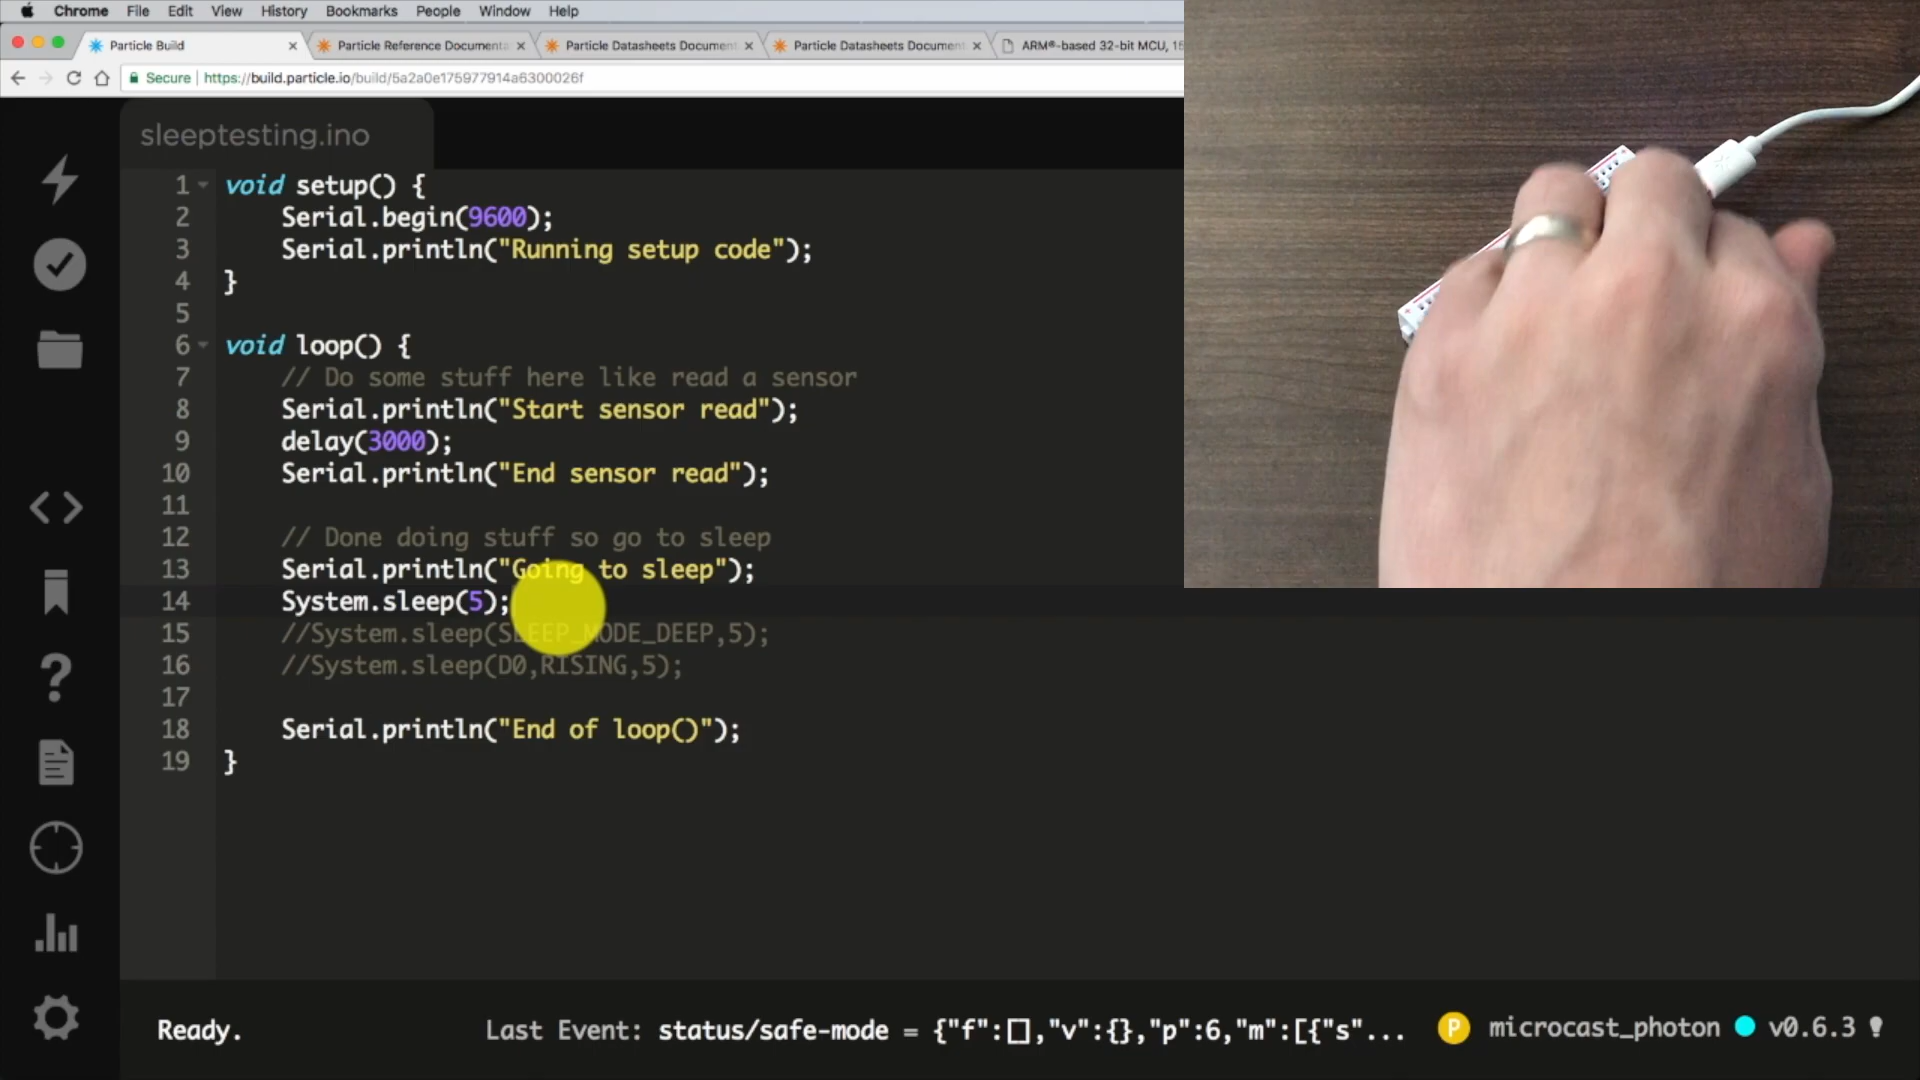 Chrome File Edit View History Bookmarks People Window Help
Particle Build
Particle Reference Documenta
Particle Datasheets Document
Particle Datasheets Document
ARM®-based 32-bit MCU, 15
Secure https://build.particle.io/build/5a2a0e175977914a6300026f
sleeptesting.ino
1 void setup() {
2 Serial.begin(9600);
3 Serial.println("Running setup code");
4 }
5
6 void loop() {
7 // Do some stuff here like read a sensor
8 Serial.println("Start sensor read");
9 delay(3000);
10 Serial.println("End sensor read");
11
12 // Done doing stuff so go to sleep
13 Serial.println("Going to sleep");
14 System.sleep(5);
15 //System.sleep(SLEEP_MODE_DEEP,5);
16 //System.sleep(D0,RISING,5);
17
18 Serial.println("End of loop()");
19 }
Ready. Last Event: status/safe-mode = {"f":[],"v":{},"p":6,"m":[{"s"... P microcast_photon v0.6.3